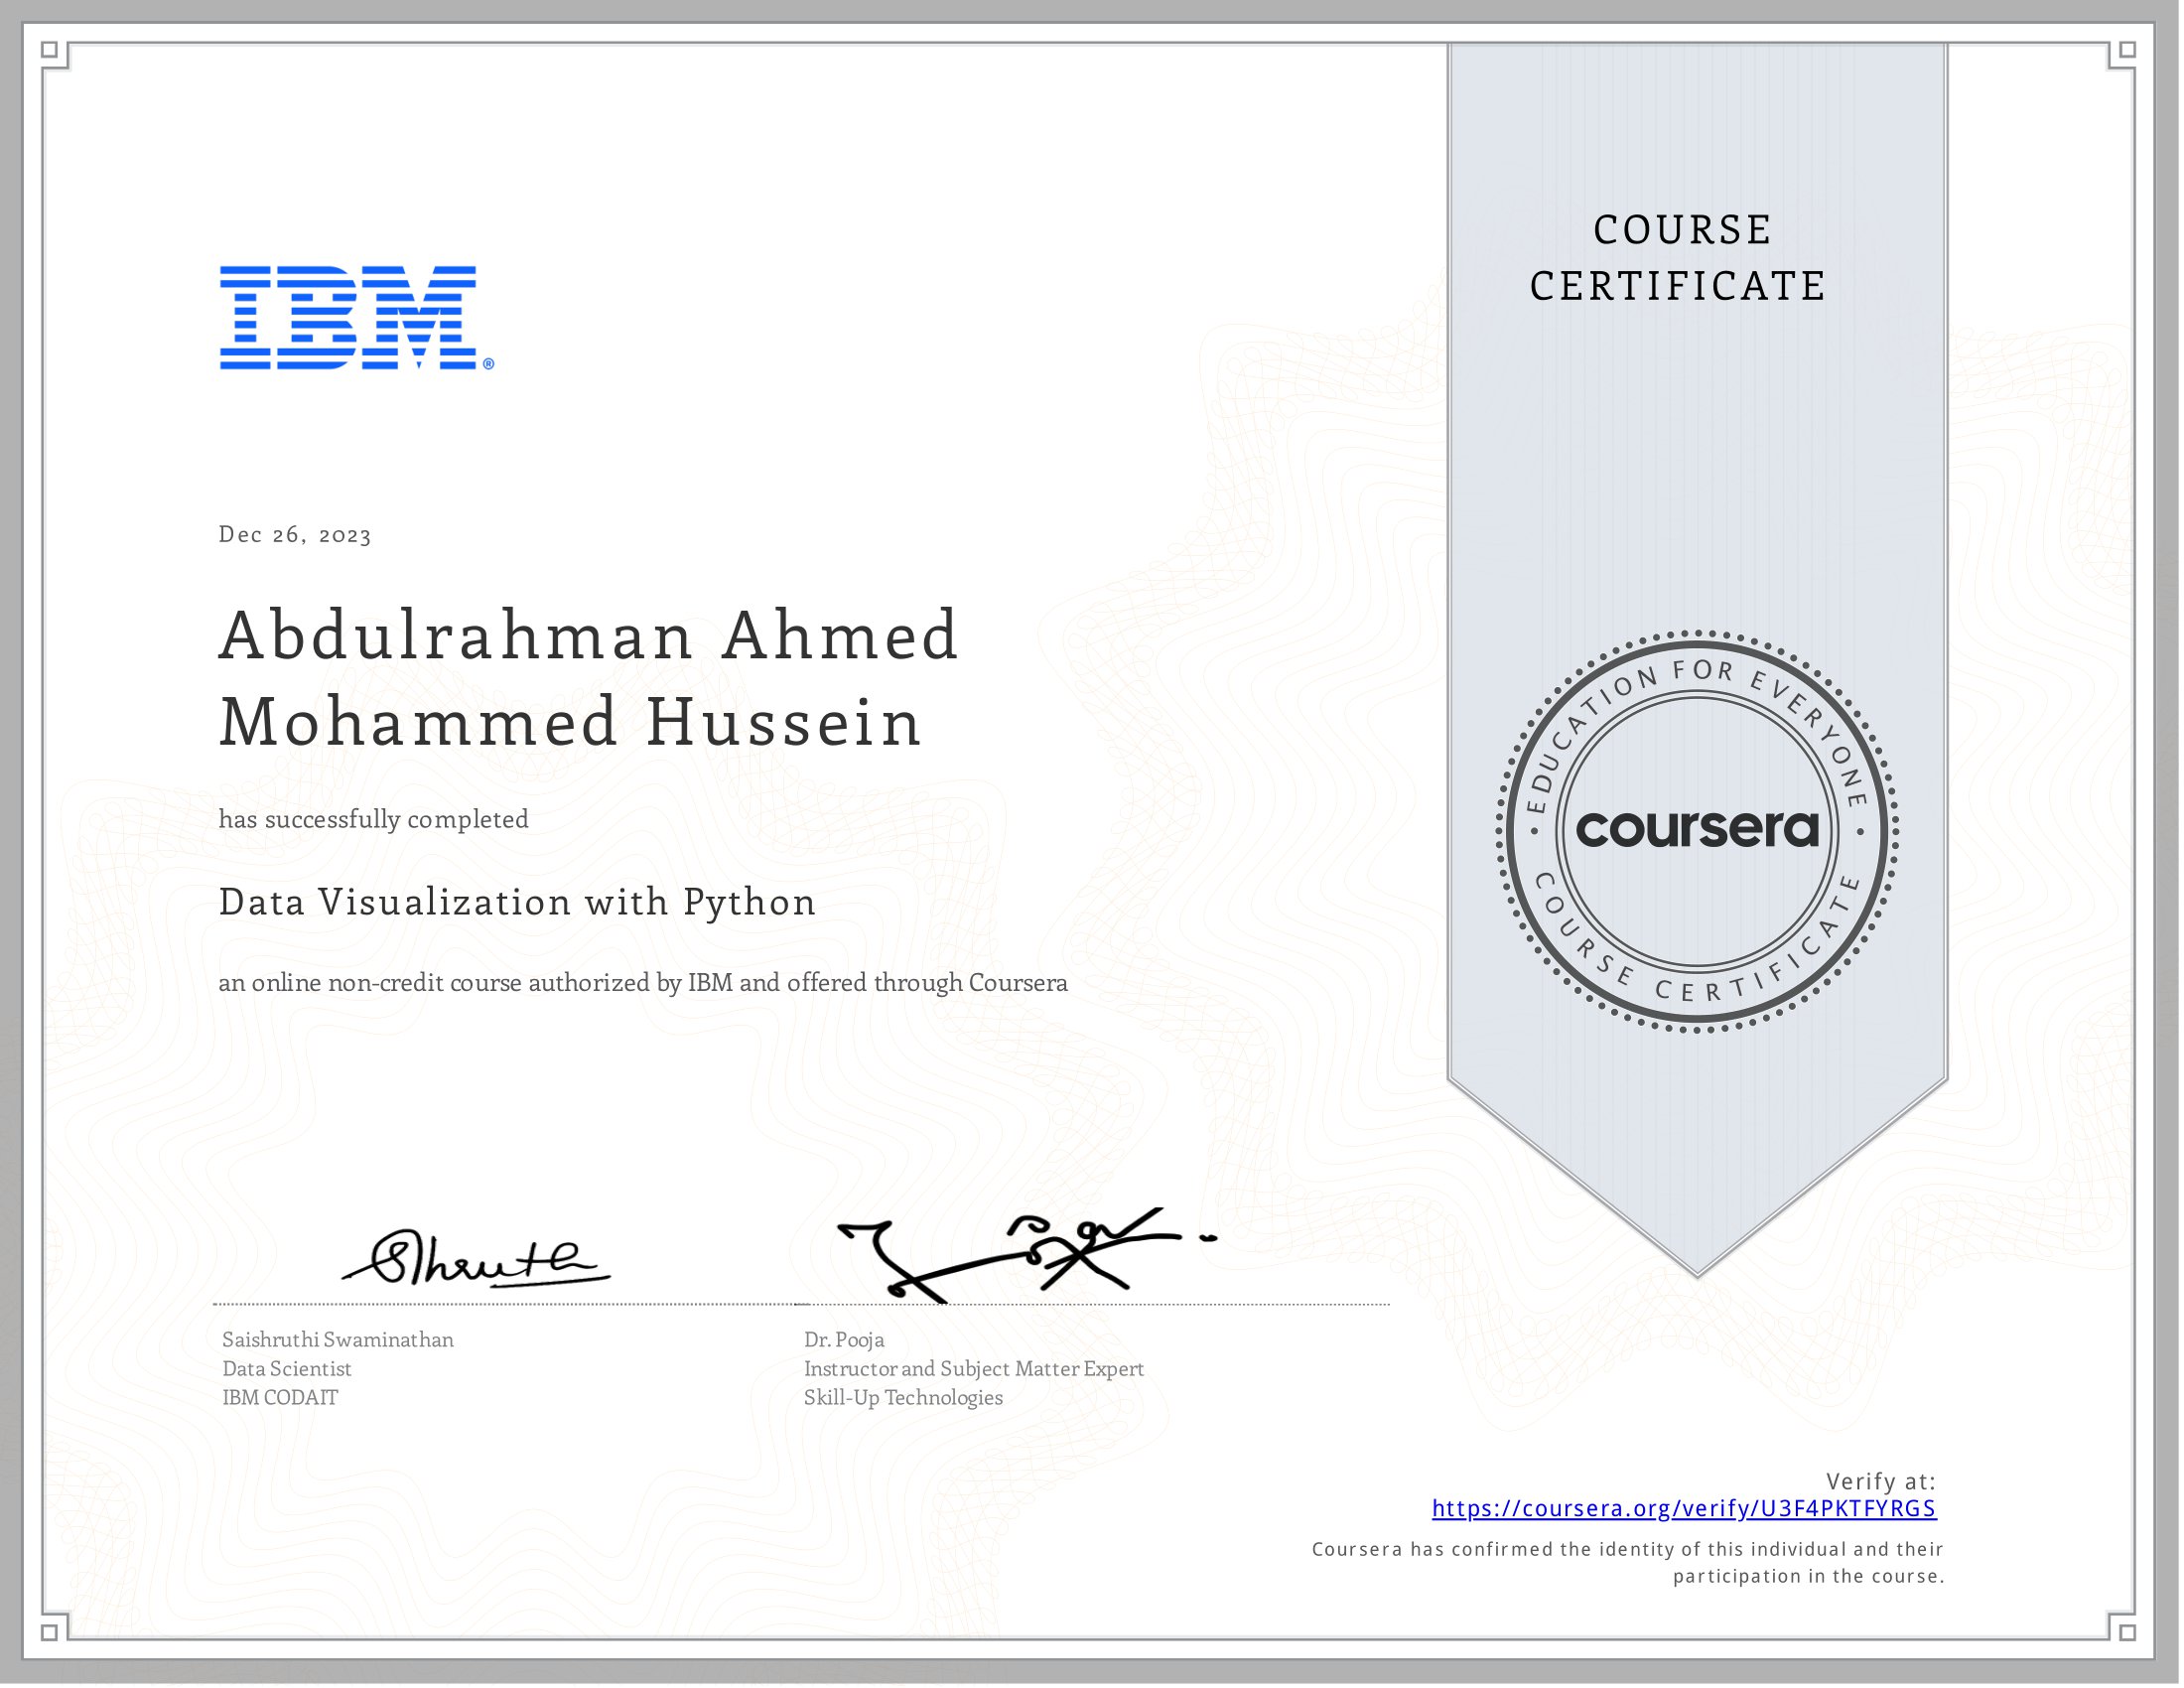 COURSE
CERTIFICATE
IBM®
Dec 26, 2023
Abdulrahman Ahmed
Mohammed Hussein
has successfully completed
Data Visualization with Python
an online non-credit course authorized by IBM and offered through Coursera
EDUCATION FOR EVERYONE
coursera
COURSE CERTIFICATE
Saishruthi Swaminathan
Data Scientist
IBM CODAIT
Dr. Pooja
Instructor and Subject Matter Expert
Skill-Up Technologies
Verify at:
https://coursera.org/verify/U3F4PKTFYRGS
Coursera has confirmed the identity of this individual and their
participation in the course.